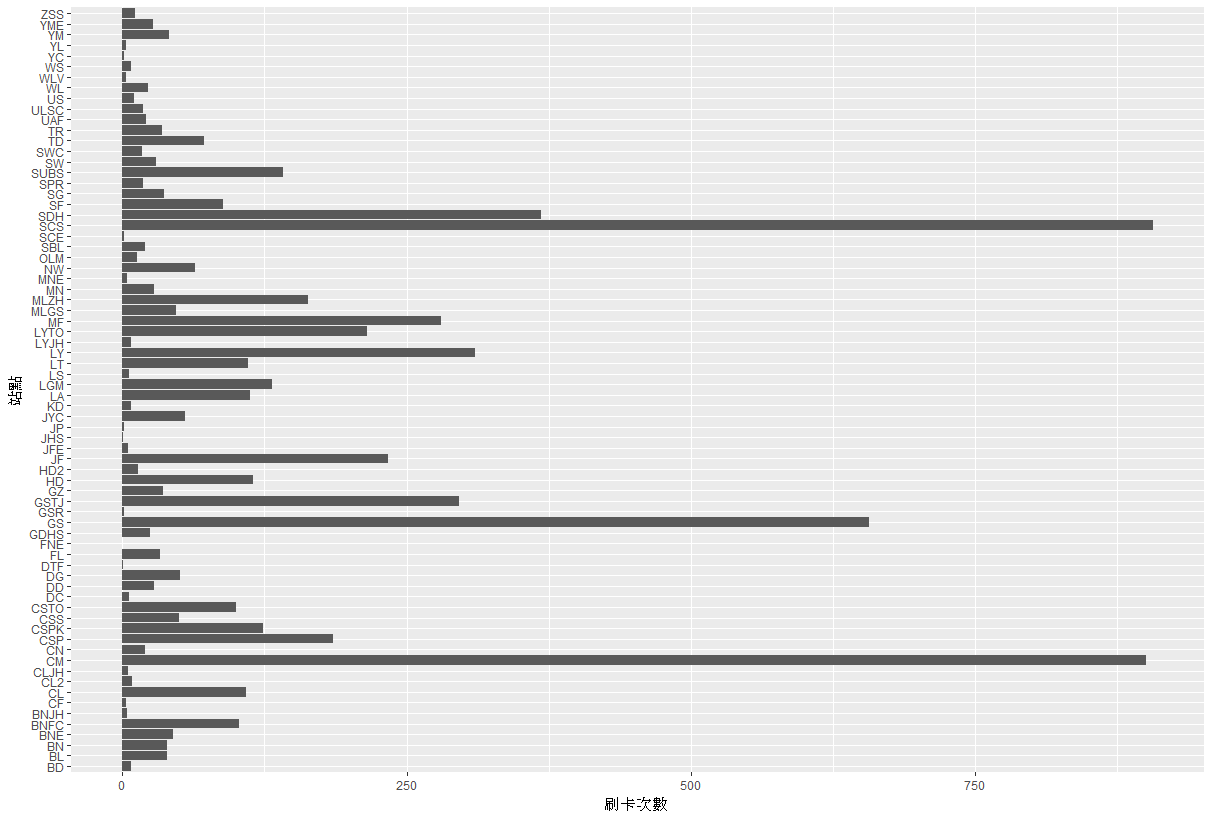 ZSS
YME
YM
YL
YC
WS
WLV
WL
US
ULSC
UAF
TR
TD
SWC
SW
SUBS
SPR
SG
SF
SDH
SCS
SCE
SBL
OLM
NW
MNE
MN
MLZH
MLGS
MF
LYTO
LYJH
LY
LT
LS
LGM
LA
KD
JYC
JP
JHS
JFE
JF
HD2
HD
GZ
GSTJ
GSR
GS
GDHS
FNE
FL
DTF
DG
DD
DC
CSTO
CSS
CSPK
CSP
CN
CM
CLJH
CL2
CL
CF
BNJH
BNFC
BNE
BN
BL
BD
站點
0 250 500 750
刷卡次數